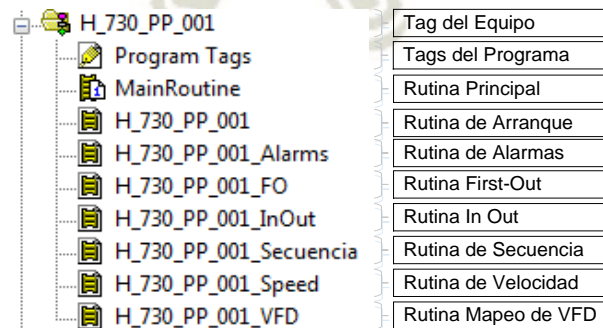 H_730_PP_001 Tag del Equipo
Program Tags Tags del Programa
MainRoutine Rutina Principal
H_730_PP_001 Rutina de Arranque
H_730_PP_001_Alarms Rutina de Alarmas
H_730_PP_001_FO Rutina First-Out
H_730_PP_001_InOut Rutina In Out
H_730_PP_001_Secuencia Rutina de Secuencia
H_730_PP_001_Speed Rutina de Velocidad
H_730_PP_001_VFD Rutina Mapeo de VFD